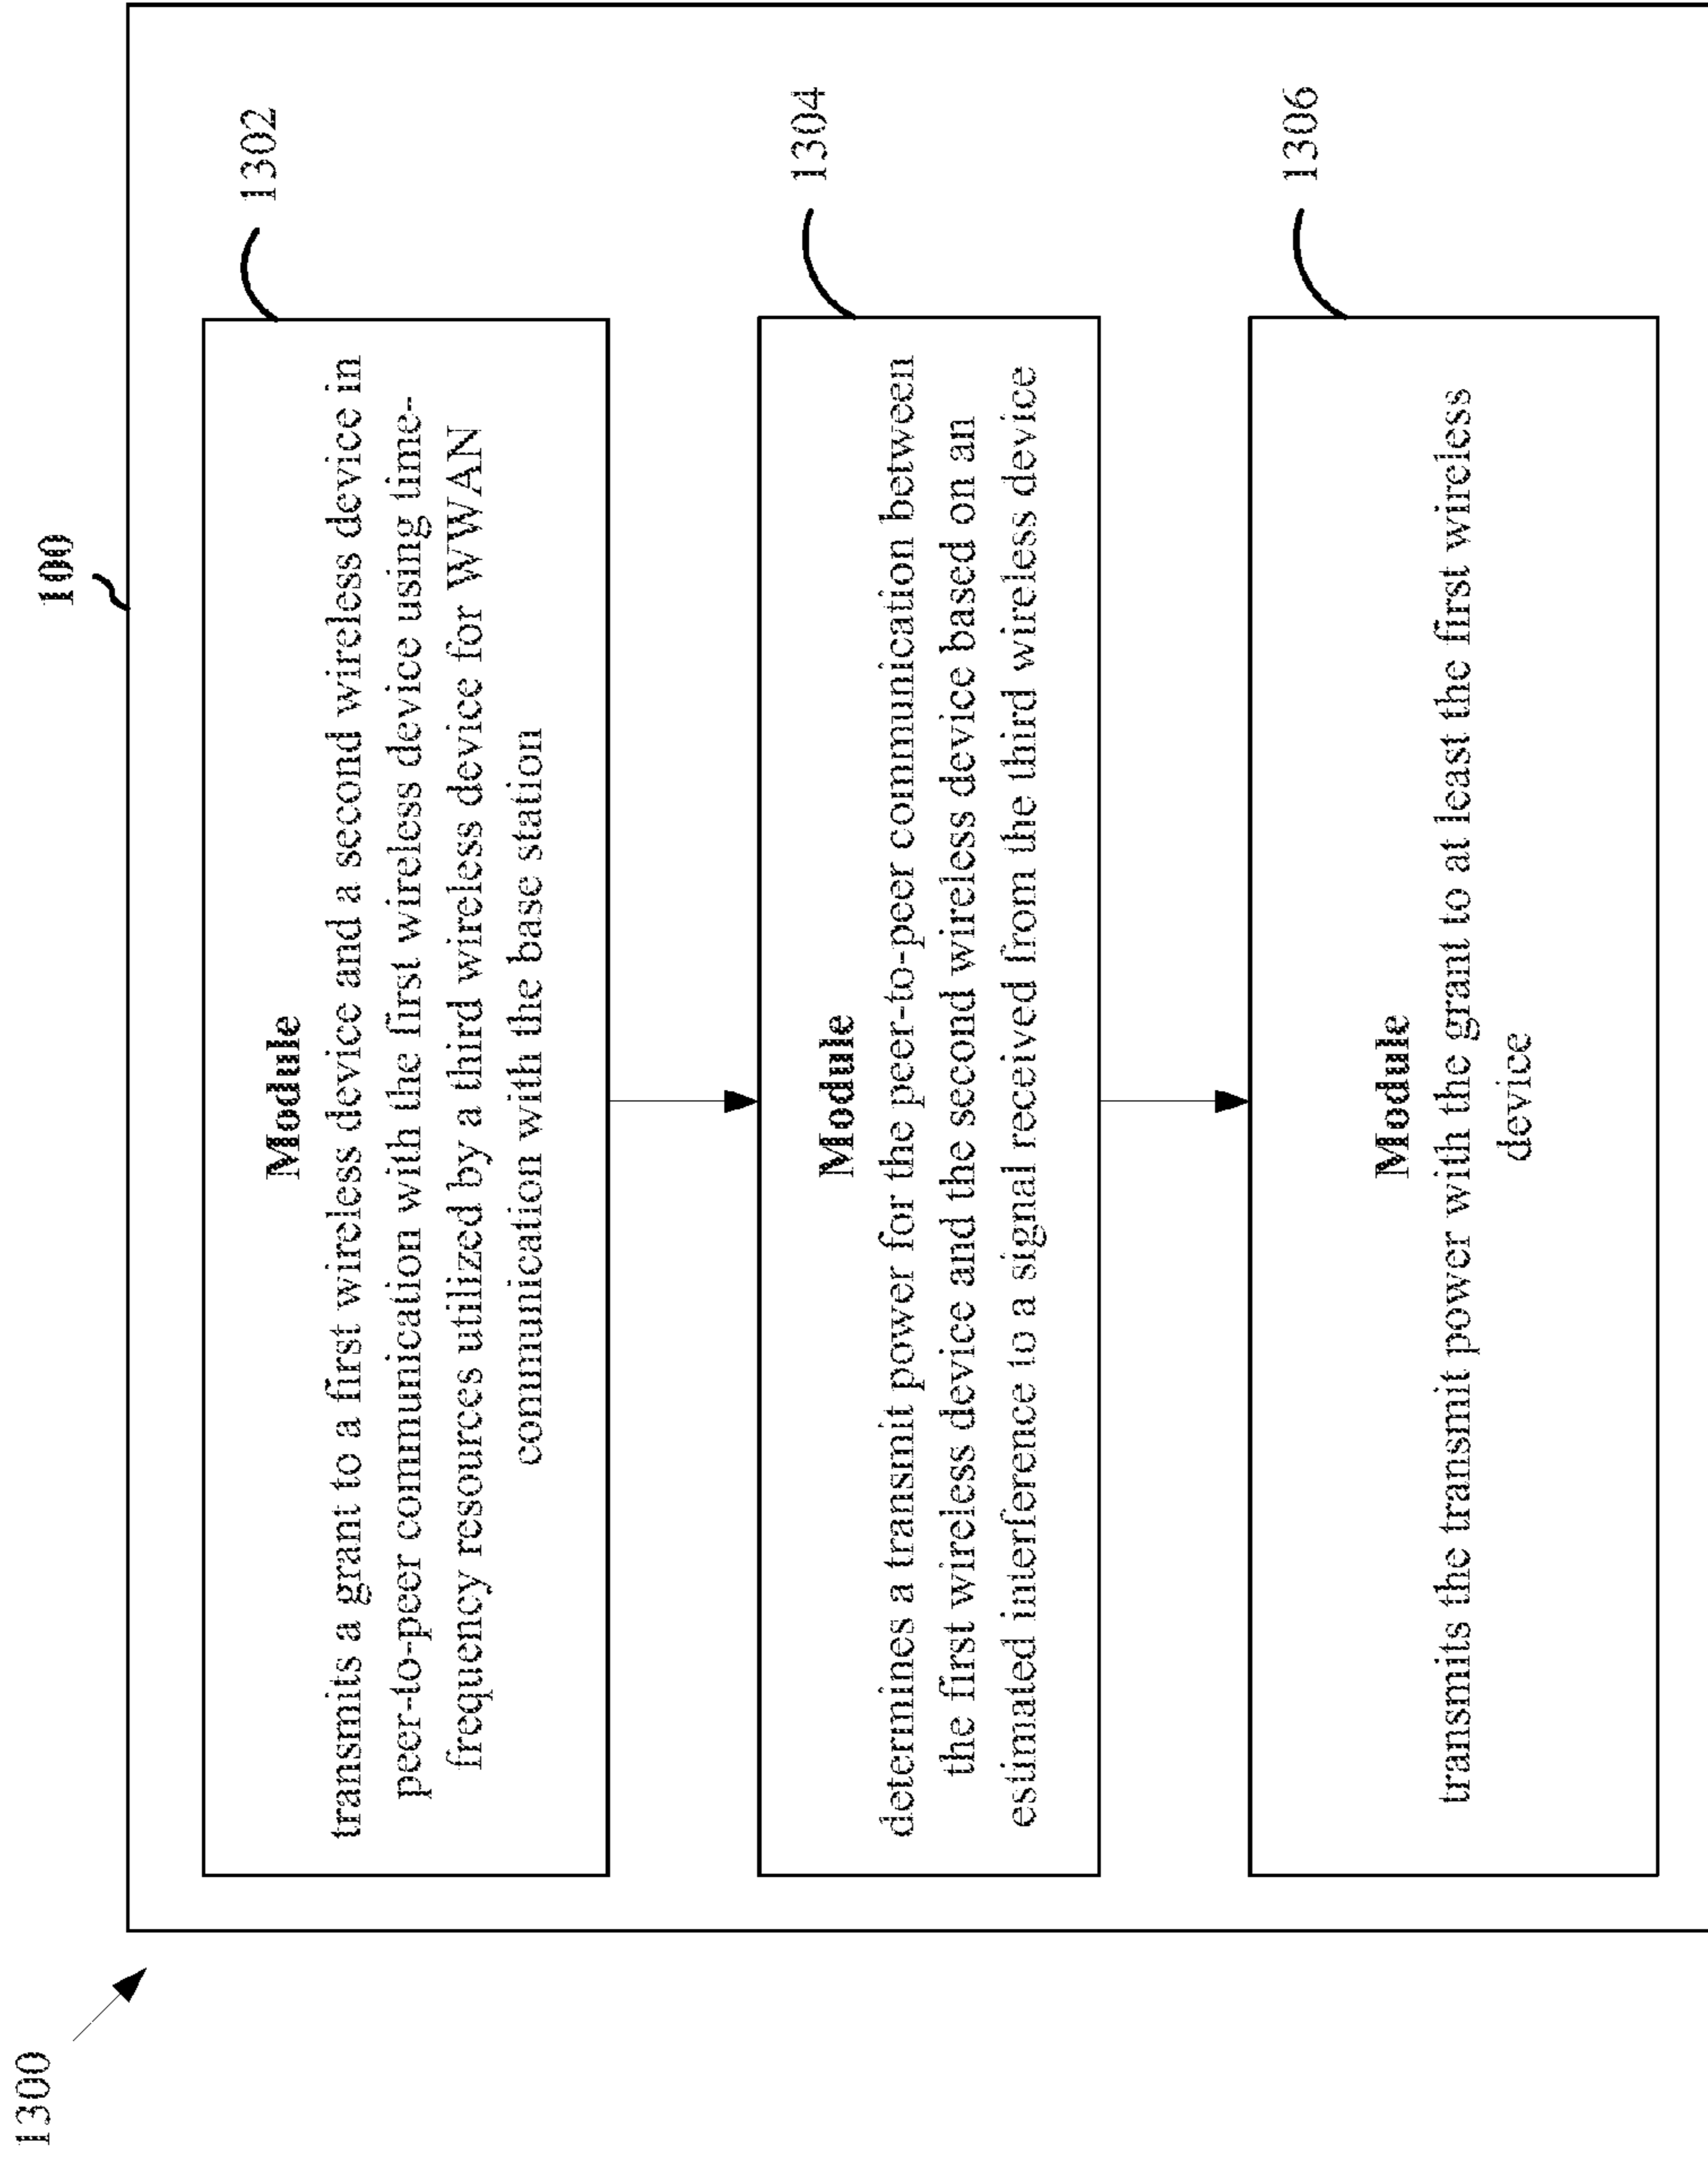 1300
100
1302
Module
transmits a grant to a first wireless device and a second wireless device in
peer-to-peer communication with the first wireless device using time-
frequency resources utilized by a third wireless device for WWAN
communication with the base station
1304
Module
determines a transmit power for the peer-to-peer communication between
the first wireless device and the second wireless device based on an
estimated interference to a signal received from the third wireless device
1306
Module
transmits the transmit power with the grant to at least the first wireless
device